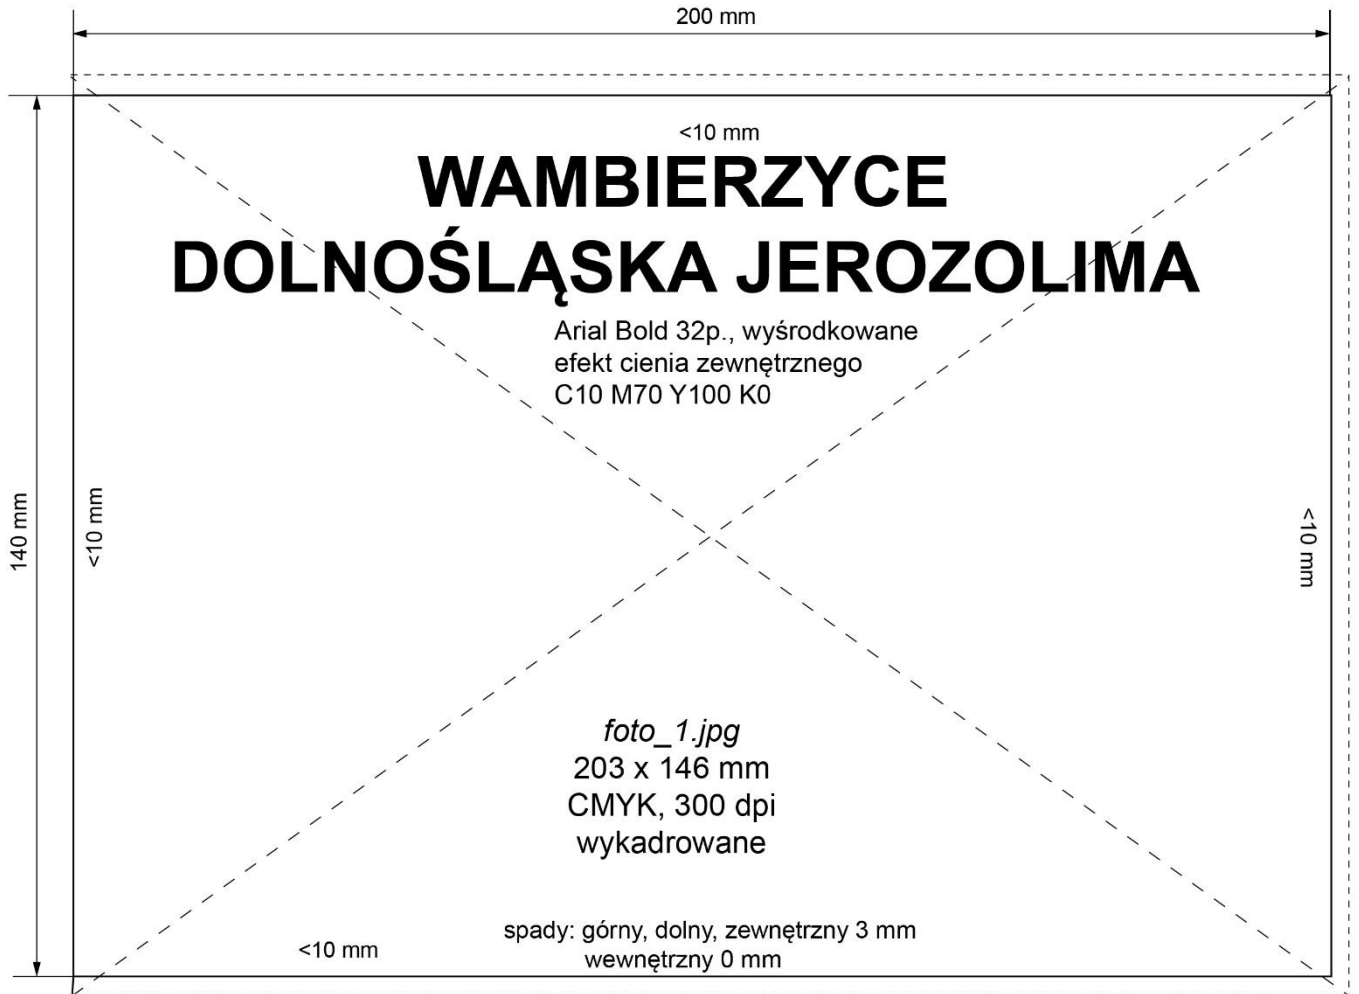 200 mm
<10 mm
WAMBIERZYCE
DOLNOŚLĄSKA JEROZOLIMA
Arial Bold 32p., wyśrodkowane
efekt cienia zewnętrznego
C10 M70 Y100 K0
140 mm
<10 mm
<10 mm
foto_1.jpg
203 x 146 mm
CMYK, 300 dpi
wykadrowane
spady: górny, dolny, zewnętrzny 3 mm
<10 mm
wewnętrzny 0 mm